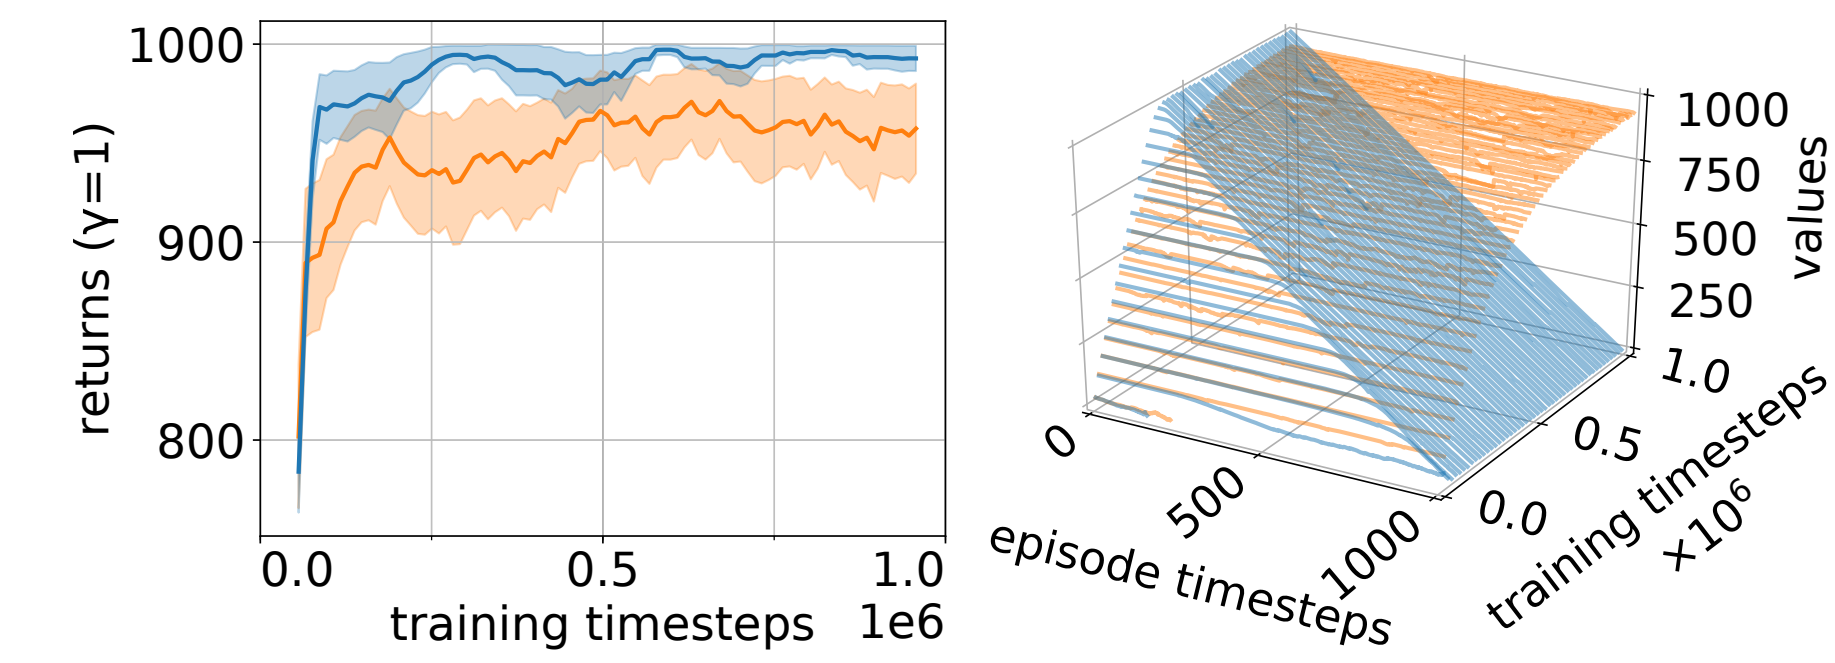 1000
900
800
returns (γ=1)
0.0
0.5
1.0
training timesteps
1e6
1000
750
500
250
values
0
500
1000
episode timesteps
0.0
0.5
1.0
training timesteps
×10⁶